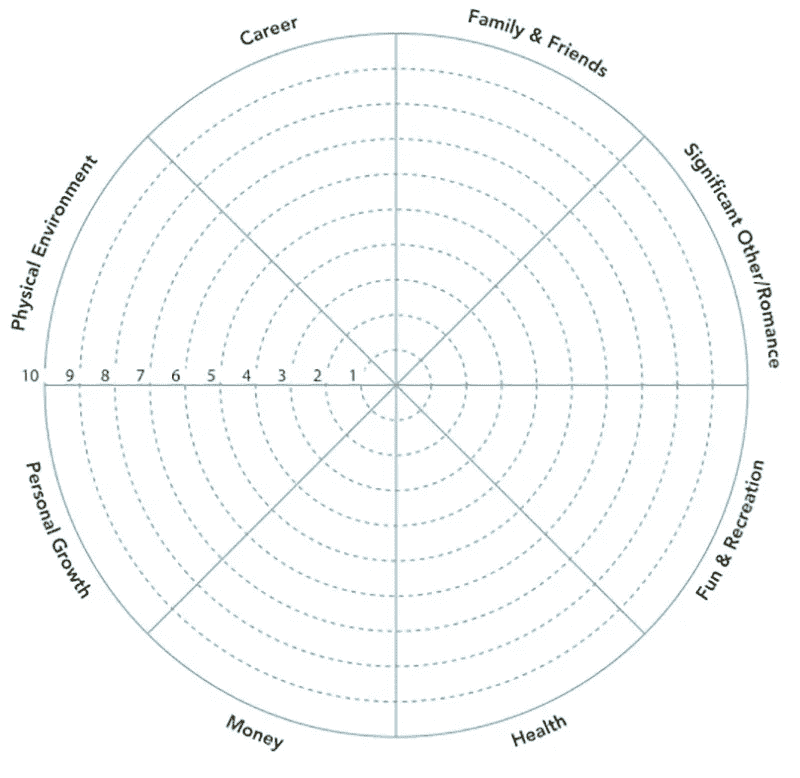 Career
Family & Friends
Physical Environment
Significant Other/Romance
10 9 8 7 6 5 4 3 2 1
Personal Growth
Fun & Recreation
Money
Health